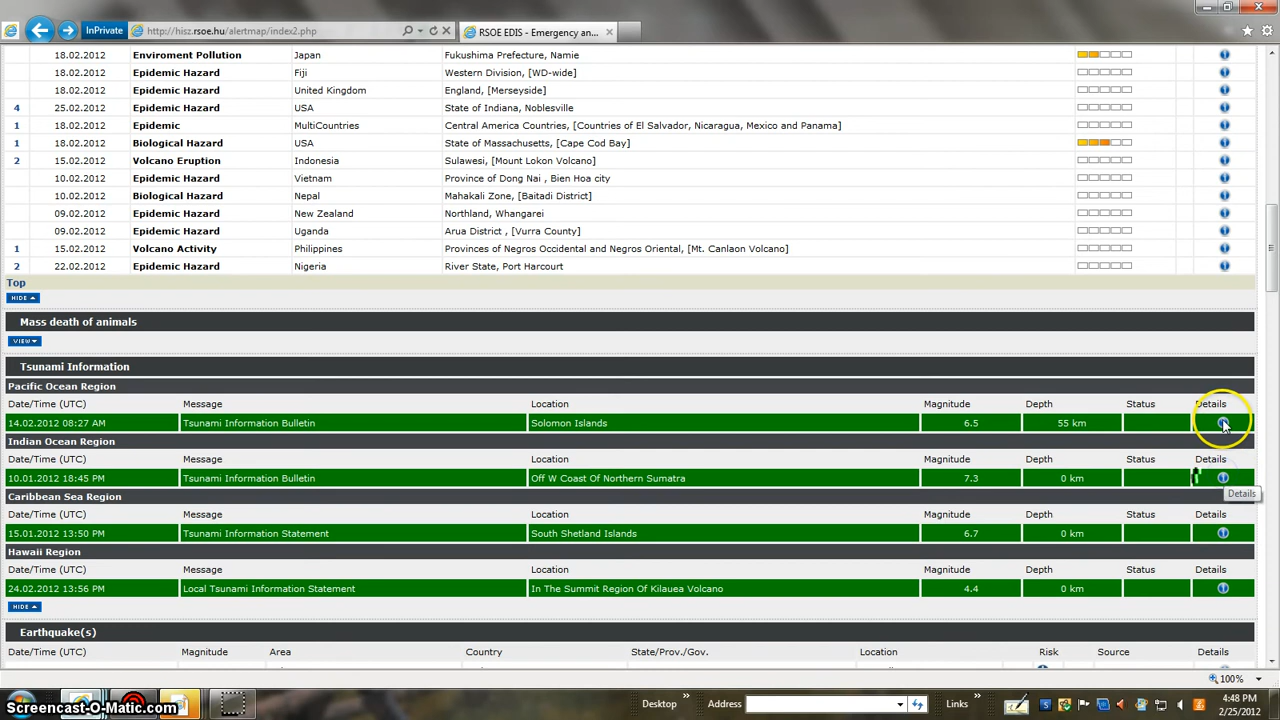 InPrivate http://hisz.rsoe.hu/alertmap/index2.php RSOE EDIS - Emergency an...
18.02.2012 Enviroment Pollution Japan Fukushima Prefecture, Namie
18.02.2012 Epidemic Hazard Fiji Western Division, [WD-wide]
18.02.2012 Epidemic Hazard United Kingdom England, [Merseyside]
4 25.02.2012 Epidemic Hazard USA State of Indiana, Noblesville
1 18.02.2012 Epidemic MultiCountries Central America Countries, [Countries of El Salvador, Nicaragua, Mexico and Panama]
1 18.02.2012 Biological Hazard USA State of Massachusetts, [Cape Cod Bay]
2 15.02.2012 Volcano Eruption Indonesia Sulawesi, [Mount Lokon Volcano]
10.02.2012 Epidemic Hazard Vietnam Province of Dong Nai , Bien Hoa city
10.02.2012 Biological Hazard Nepal Mahakali Zone, [Baitadi District]
09.02.2012 Epidemic Hazard New Zealand Northland, Whangarei
09.02.2012 Epidemic Hazard Uganda Arua District , [Vurra County]
1 15.02.2012 Volcano Activity Philippines Provinces of Negros Occidental and Negros Oriental, [Mt. Canlaon Volcano]
2 22.02.2012 Epidemic Hazard Nigeria River State, Port Harcourt
Top
HIDE
Mass death of animals
VIEW
Tsunami Information
Pacific Ocean Region
Date/Time (UTC) Message Location Magnitude Depth Status Details
14.02.2012 08:27 AM Tsunami Information Bulletin Solomon Islands 6.5 55 km
Indian Ocean Region
Date/Time (UTC) Message Location Magnitude Depth Status Details
10.01.2012 18:45 PM Tsunami Information Bulletin Off W Coast Of Northern Sumatra 7.3 0 km
Details
Caribbean Sea Region
Date/Time (UTC) Message Location Magnitude Depth Status Details
15.01.2012 13:50 PM Tsunami Information Statement South Shetland Islands 6.7 0 km
Hawaii Region
Date/Time (UTC) Message Location Magnitude Depth Status Details
24.02.2012 13:56 PM Local Tsunami Information Statement In The Summit Region Of Kilauea Volcano 4.4 0 km
HIDE
Earthquake(s)
Date/Time (UTC) Magnitude Area Country State/Prov./Gov. Location Risk Source Details
100%
Desktop Address Links 4:48 PM
2/25/2012
Screencast-O-Matic.com